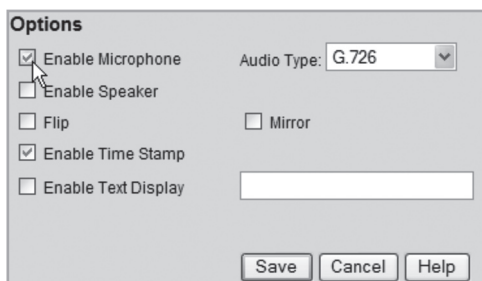 Options
Enable Microphone Audio Type: G.726
Enable Speaker
Flip Mirror
Enable Time Stamp
Enable Text Display
Save Cancel Help